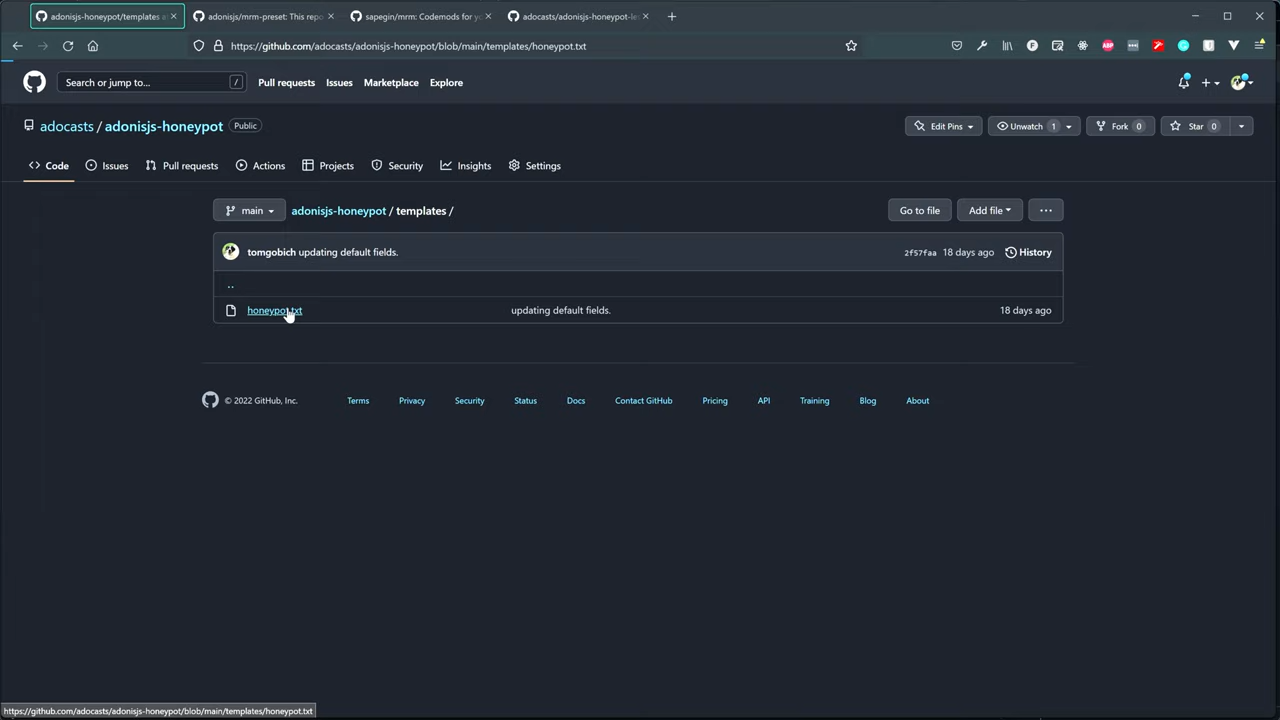 adonisjs-honeypot/templates a
adonisjs/mrm-preset: This repo
sapegin/mrm: Codemods for yo
adocasts/adonisjs-honeypot-le
https://github.com/adocasts/adonisjs-honeypot/blob/main/templates/honeypot.txt
ABP
Search or jump to... /
Pull requests
Issues
Marketplace
Explore
adocasts / adonisjs-honeypot Public
Edit Pins
Unwatch 1
Fork 0
Star 0
Code
Issues
Pull requests
Actions
Projects
Security
Insights
Settings
main
adonisjs-honeypot / templates /
Go to file
Add file
...
tomgobich updating default fields.
2f57faa 18 days ago History
..
honeypot.txt updating default fields. 18 days ago
© 2022 GitHub, Inc. Terms Privacy Security Status Docs Contact GitHub Pricing API Training Blog About
https://github.com/adocasts/adonisjs-honeypot/blob/main/templates/honeypot.txt